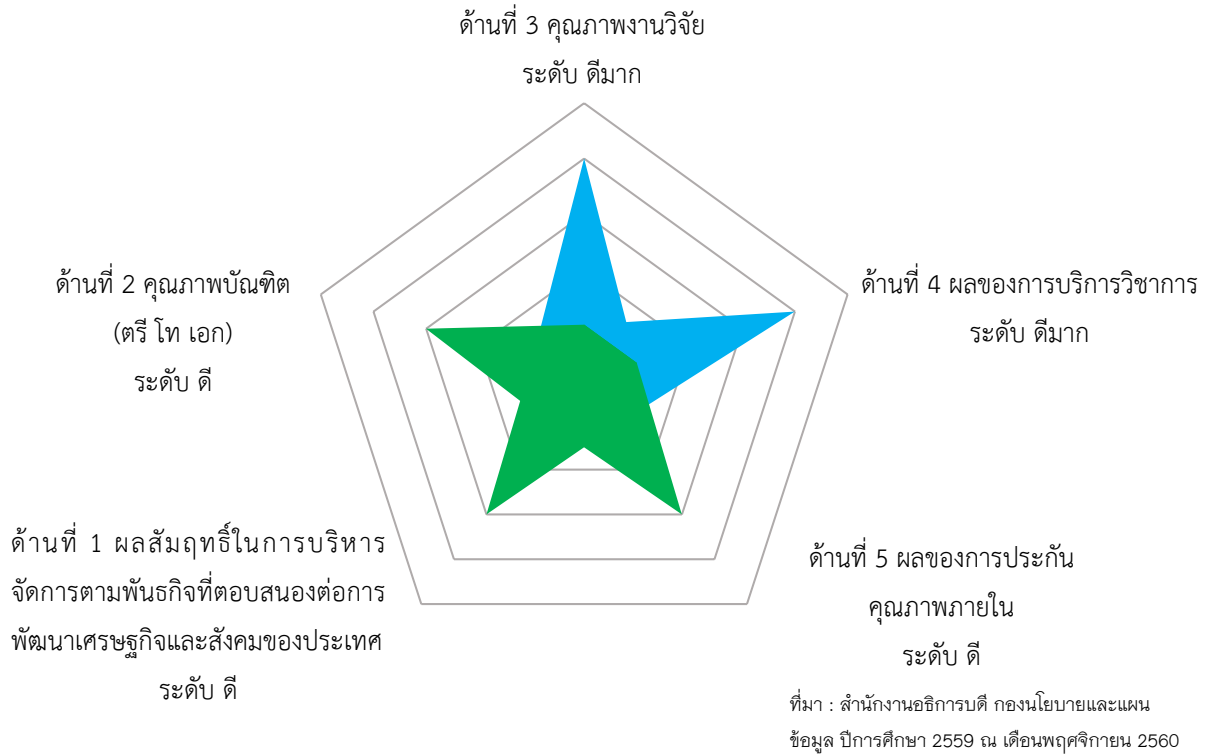 ด้านที่ 3 คุณภาพงานวิจัย
ระดับ ดีมาก
ด้านที่ 2 คุณภาพบัณฑิต
(ตรี โท เอก)
ระดับ ดี
ด้านที่ 4 ผลของการบริการวิชาการ
ระดับ ดีมาก
ด้านที่ 1 ผลสัมฤทธิ์ในการบริหาร
จัดการตามพันธกิจที่ตอบสนองต่อการ
พัฒนาเศรษฐกิจและสังคมของประเทศ
ระดับ ดี
ด้านที่ 5 ผลของการประกัน
คุณภาพภายใน
ระดับ ดี
ที่มา : สำนักงานอธิการบดี กองนโยบายและแผน
ข้อมูล ปีการศึกษา 2559 ณ เดือนพฤศจิกายน 2560